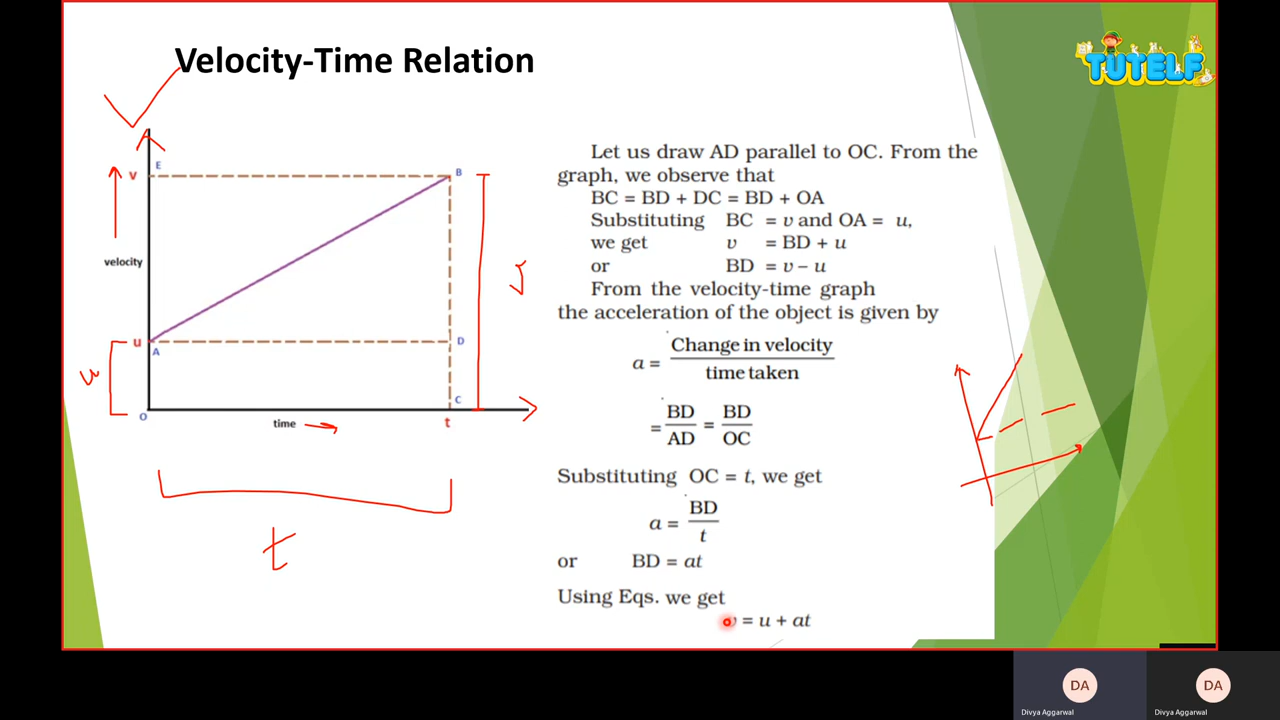 Velocity-Time Relation
TUTELF
E
v
B
velocity
u
A
D
u
C
O
time
t
t
Let us draw AD parallel to OC. From the
graph, we observe that
BC = BD + DC = BD + OA
Substituting BC = v and OA = u,
we get v = BD + u
or BD = v – u
From the velocity-time graph
the acceleration of the object is given by
a = Change in velocity
time taken
= BD = BD
AD OC
Substituting OC = t, we get
a = BD
t
or BD = at
Using Eqs. we get
v = u + at
DA
DA
Divya Aggarwal
Divya Aggarwal